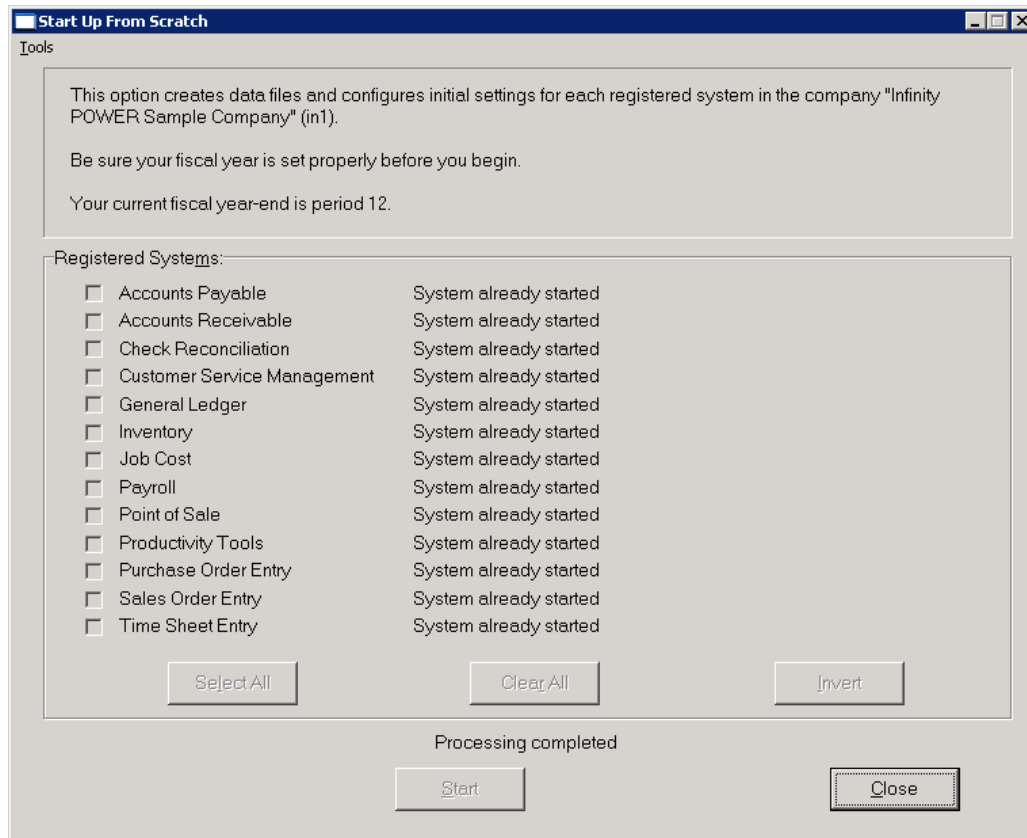 Start Up From Scratch
Tools
This option creates data files and configures initial settings for each registered system in the company "Infinity
POWER Sample Company" (in1).
Be sure your fiscal year is set properly before you begin.
Your current fiscal year-end is period 12.
Registered Systems:
Accounts Payable System already started
Accounts Receivable System already started
Check Reconciliation System already started
Customer Service Management System already started
General Ledger System already started
Inventory System already started
Job Cost System already started
Payroll System already started
Point of Sale System already started
Productivity Tools System already started
Purchase Order Entry System already started
Sales Order Entry System already started
Time Sheet Entry System already started
Select All Clear All Invert
Processing completed
Start Close